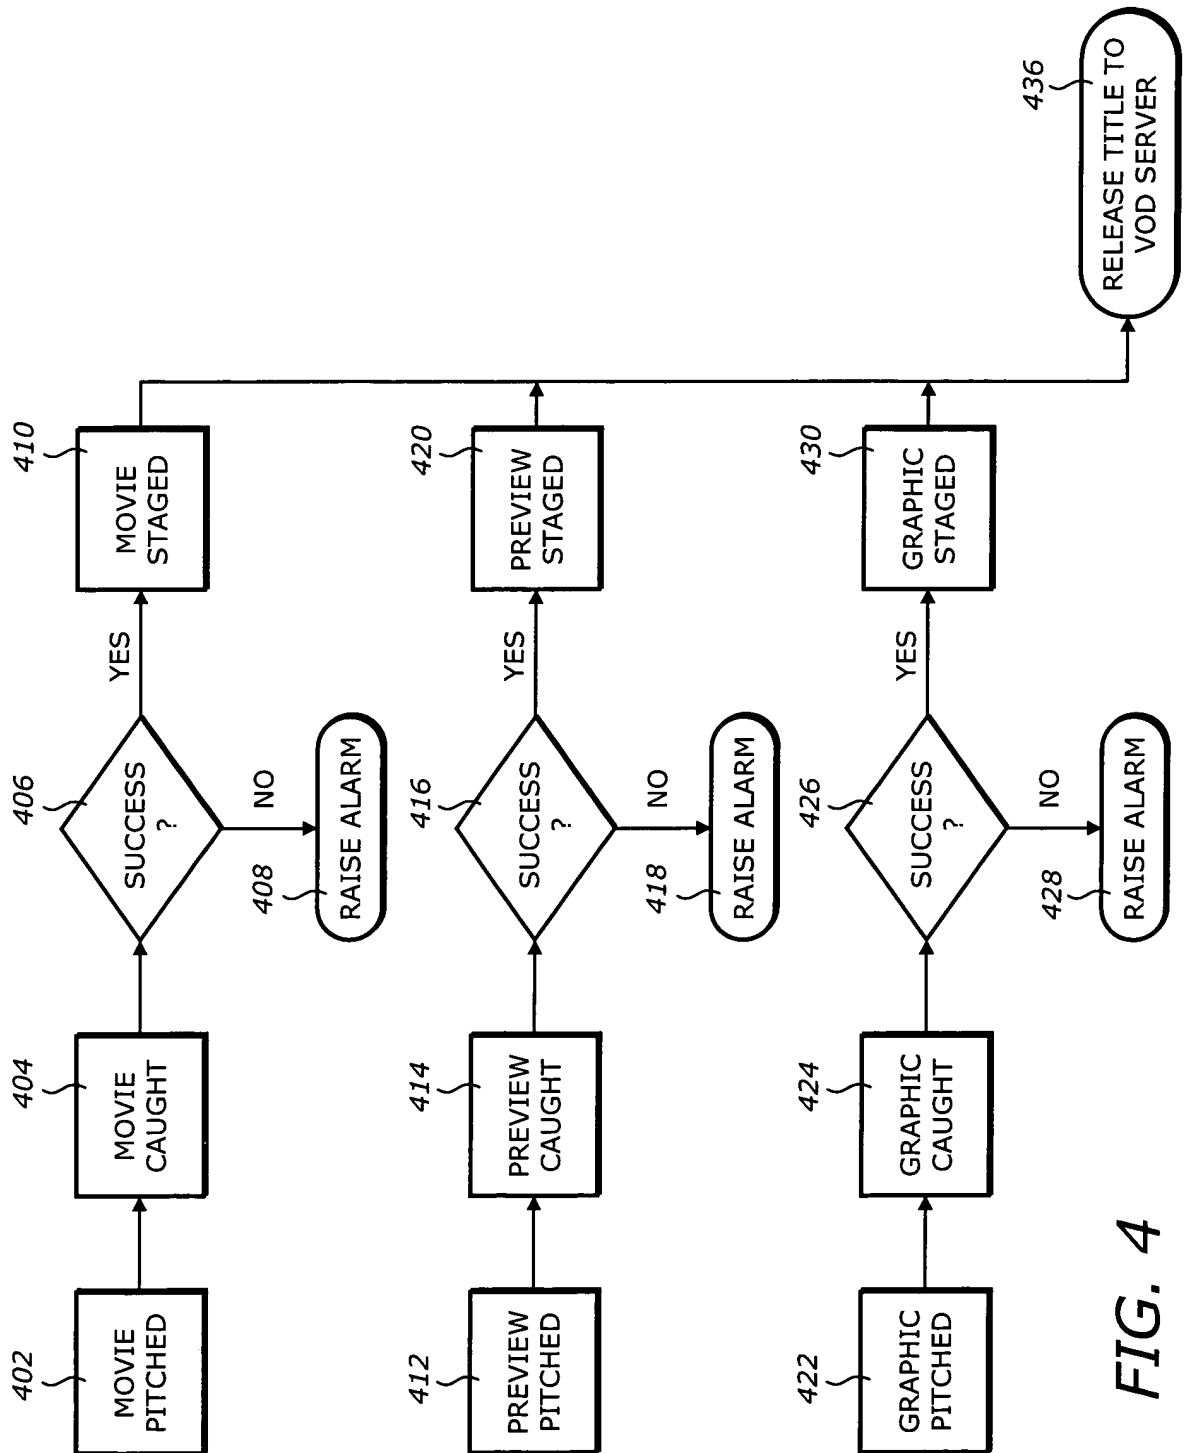 402
MOVIE
PITCHED
404
MOVIE
CAUGHT
406
SUCCESS
?
YES
NO
408
RAISE ALARM
410
MOVIE
STAGED
412
PREVIEW
PITCHED
414
PREVIEW
CAUGHT
416
SUCCESS
?
YES
NO
418
RAISE ALARM
420
PREVIEW
STAGED
422
GRAPHIC
PITCHED
424
GRAPHIC
CAUGHT
426
SUCCESS
?
YES
NO
428
RAISE ALARM
430
GRAPHIC
STAGED
436
RELEASE TITLE TO
VOD SERVER
FIG. 4